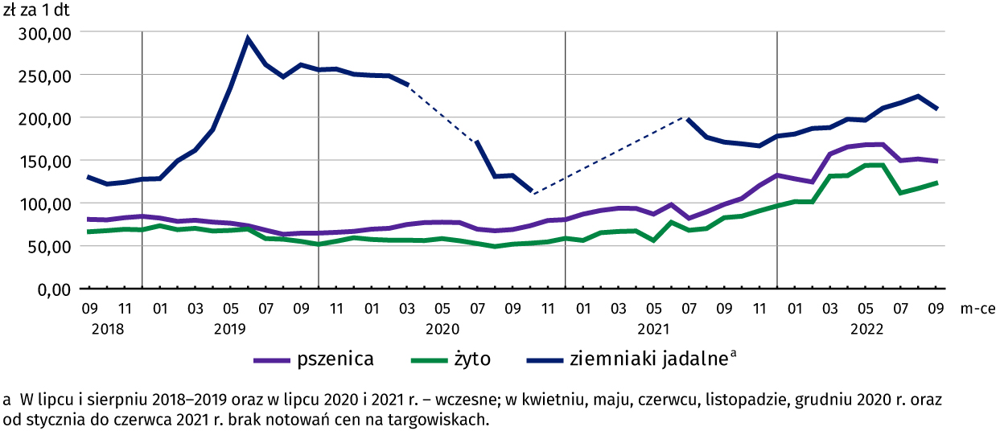 zł za 1 dt
300,00
250,00
200,00
150,00
100,00
50,00
0,00
09 11 01 03 05 07 09 11 01 03 05 07 09 11 01 03 05 07 09 11 01 03 05 07 09 m-ce
2018 2019 2020 2021 2022
pszenica żyto ziemniaki jadalneᵃ
a W lipcu i sierpniu 2018–2019 oraz w lipcu 2020 i 2021 r. – wczesne; w kwietniu, maju, czerwcu, listopadzie, grudniu 2020 r. oraz
od stycznia do czerwca 2021 r. brak notowań cen na targowiskach.